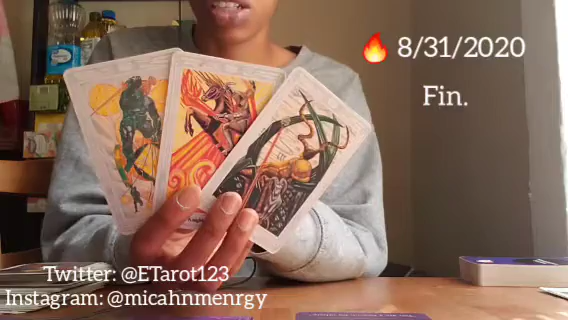 🔥 8/31/2020
Fin.
Twitter: @ETarot123
Instagram: @micahnmenrgy